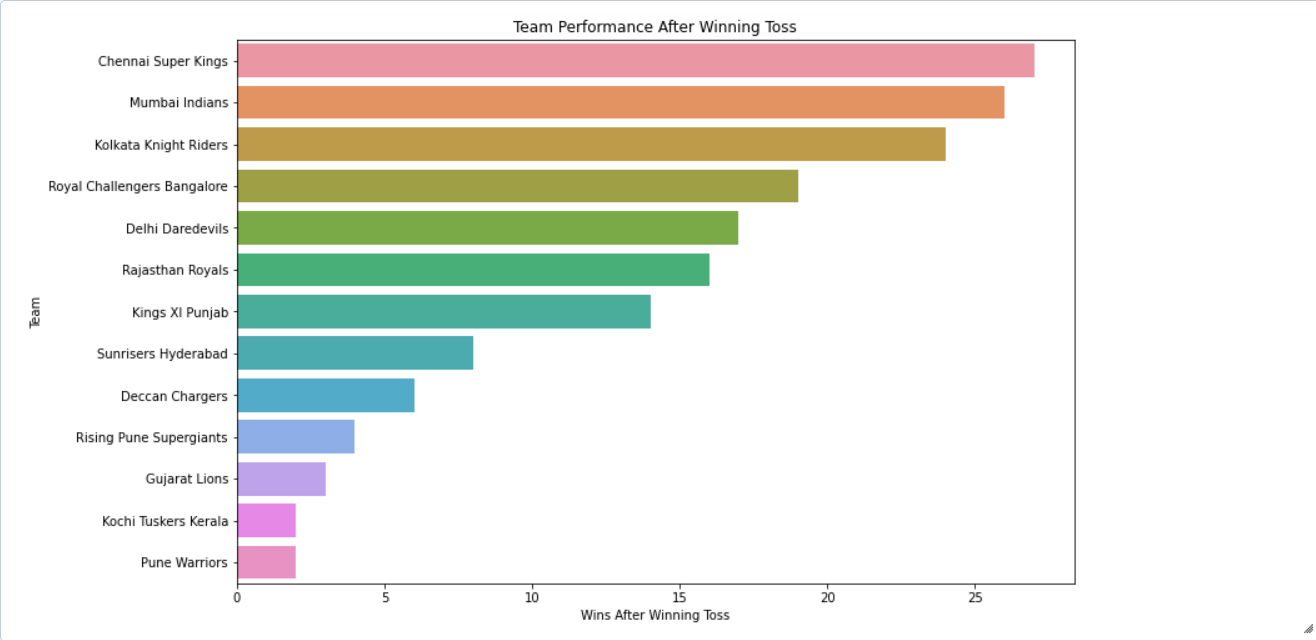 Team Performance After Winning Toss
Chennai Super Kings
Mumbai Indians
Kolkata Knight Riders
Royal Challengers Bangalore
Delhi Daredevils
Rajasthan Royals
Kings XI Punjab
Sunrisers Hyderabad
Deccan Chargers
Rising Pune Supergiants
Gujarat Lions
Kochi Tuskers Kerala
Pune Warriors
Team
0 5 10 15 20 25
Wins After Winning Toss